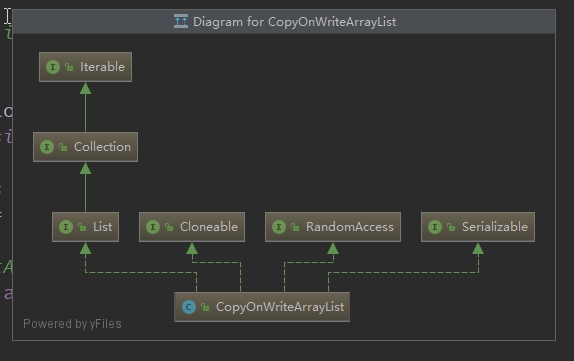 Diagram for CopyOnWriteArrayList
I Iterable
I Collection
I List
I Cloneable
I RandomAccess
I Serializable
C CopyOnWriteArrayList
Powered by yFiles